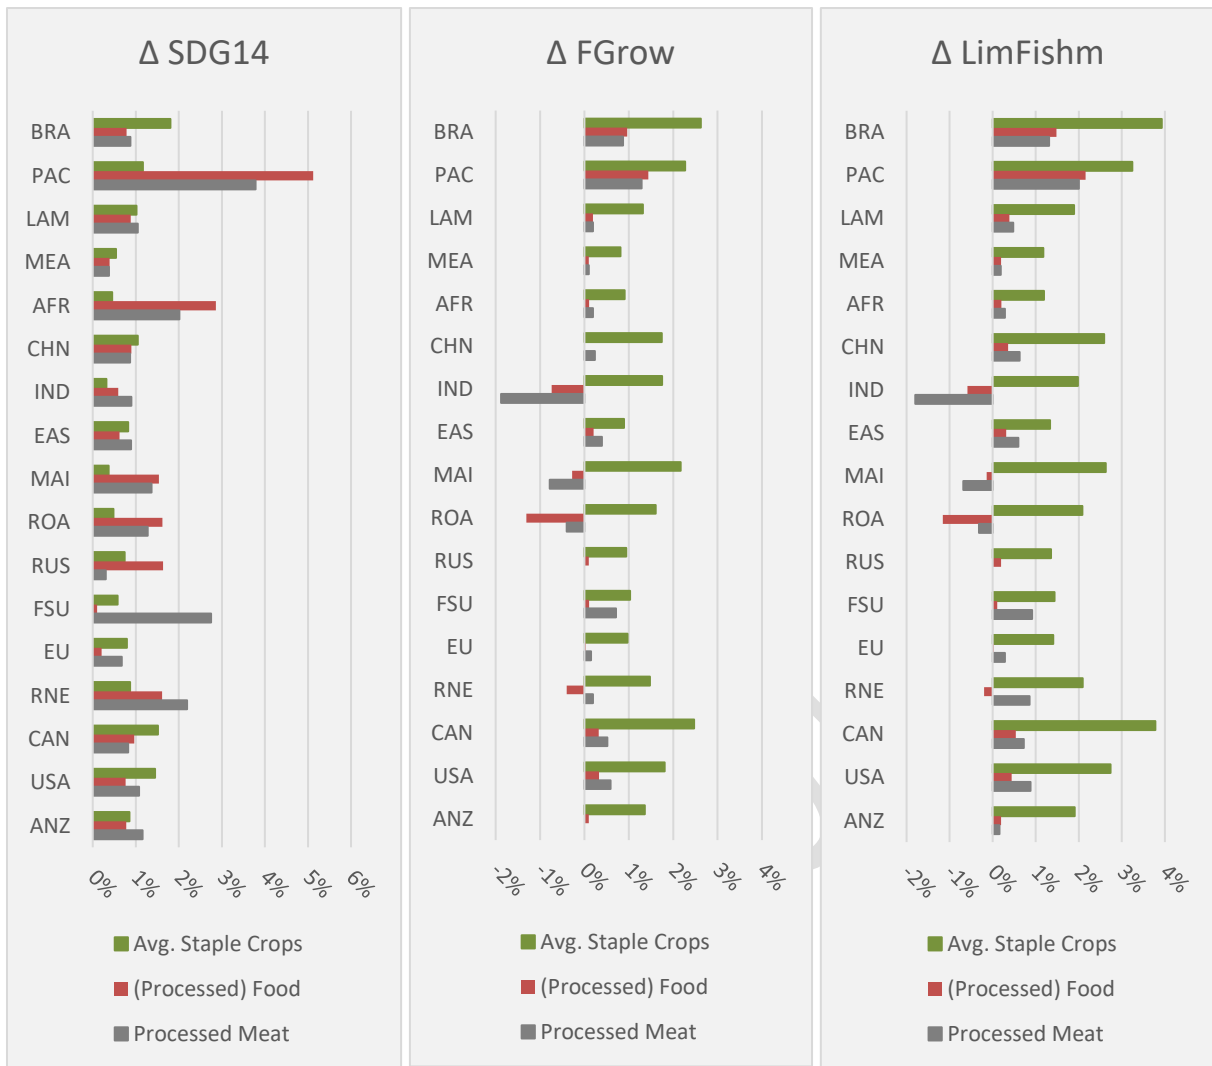 Δ SDG14
BRA
PAC
LAM
MEA
AFR
CHN
IND
EAS
MAI
ROA
RUS
FSU
EU
RNE
CAN
USA
ANZ
0% 1% 2% 3% 4% 5% 6%
Avg. Staple Crops
(Processed) Food
Processed Meat
Δ FGrow
BRA
PAC
LAM
MEA
AFR
CHN
IND
EAS
MAI
ROA
RUS
FSU
EU
RNE
CAN
USA
ANZ
-2% -1% 0% 1% 2% 3% 4%
Avg. Staple Crops
(Processed) Food
Processed Meat
Δ LimFishm
BRA
PAC
LAM
MEA
AFR
CHN
IND
EAS
MAI
ROA
RUS
FSU
EU
RNE
CAN
USA
ANZ
-2% -1% 0% 1% 2% 3% 4%
Avg. Staple Crops
(Processed) Food
Processed Meat